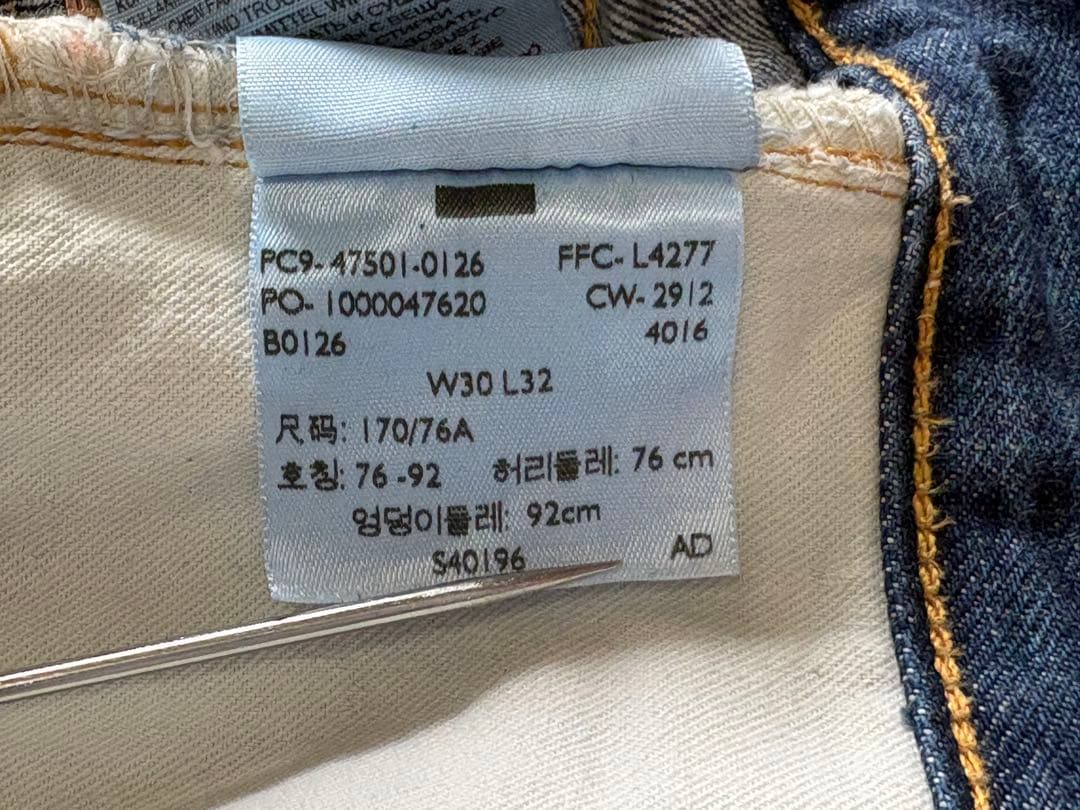 PC9-47501-0126 FFC-L4277
PO-1000047620 CW-2912
B0126 4016
W30 L32
尺码: 170/76A
호칭: 76-92 허리둘레: 76 cm
엉덩이둘레: 92cm
S40196 AD